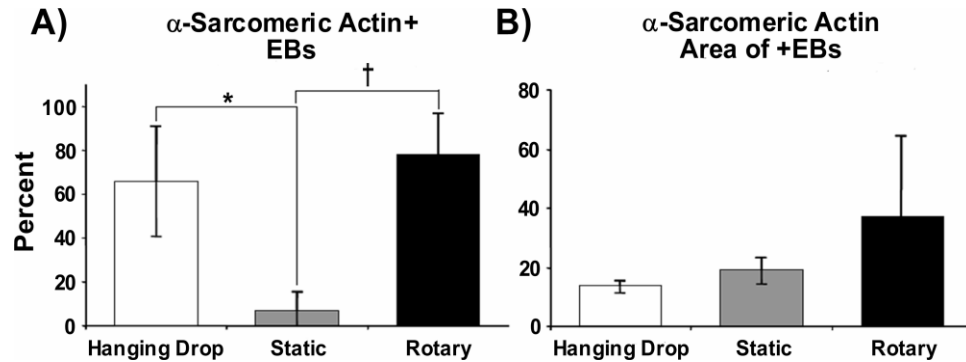 A)
α-Sarcomeric Actin+
EBs
Percent
100
80
60
40
20
0
*
†
Hanging Drop Static Rotary
B)
α-Sarcomeric Actin
Area of +EBs
80
60
40
20
0
Hanging Drop Static Rotary